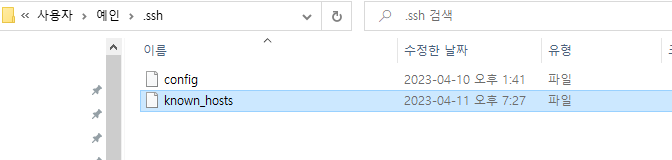 « 사용자 > 예인 > .ssh
.ssh 검색
이름 수정한 날짜 유형
config 2023-04-10 오후 1:41 파일
known_hosts 2023-04-11 오후 7:27 파일